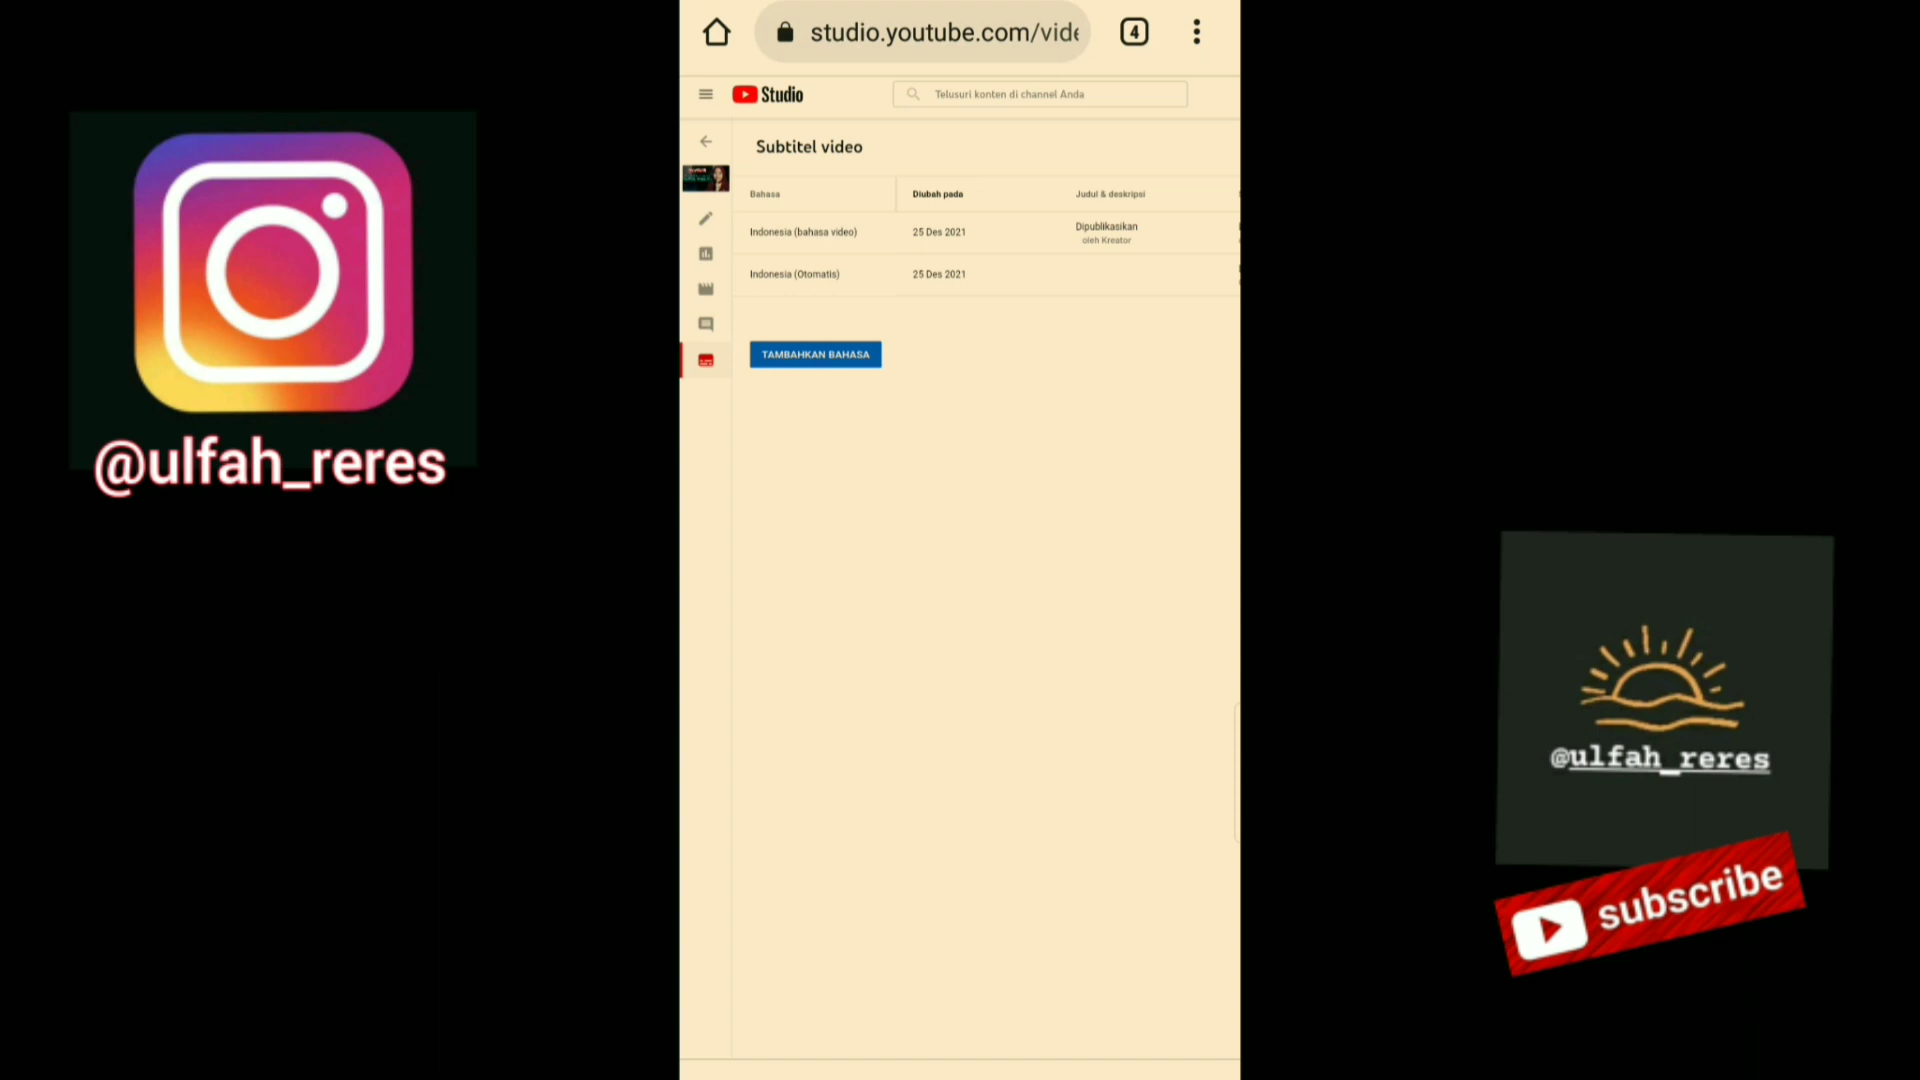 studio.youtube.com/vide
4
Studio
Telusuri konten di channel Anda
Subtitel video
Bahasa
Diubah pada
Judul & deskripsi
Indonesia (bahasa video)
25 Des 2021
Dipublikasikan
oleh Kreator
Indonesia (Otomatis)
25 Des 2021
TAMBAHKAN BAHASA
@ulfah_reres
@ulfah_reres
subscribe